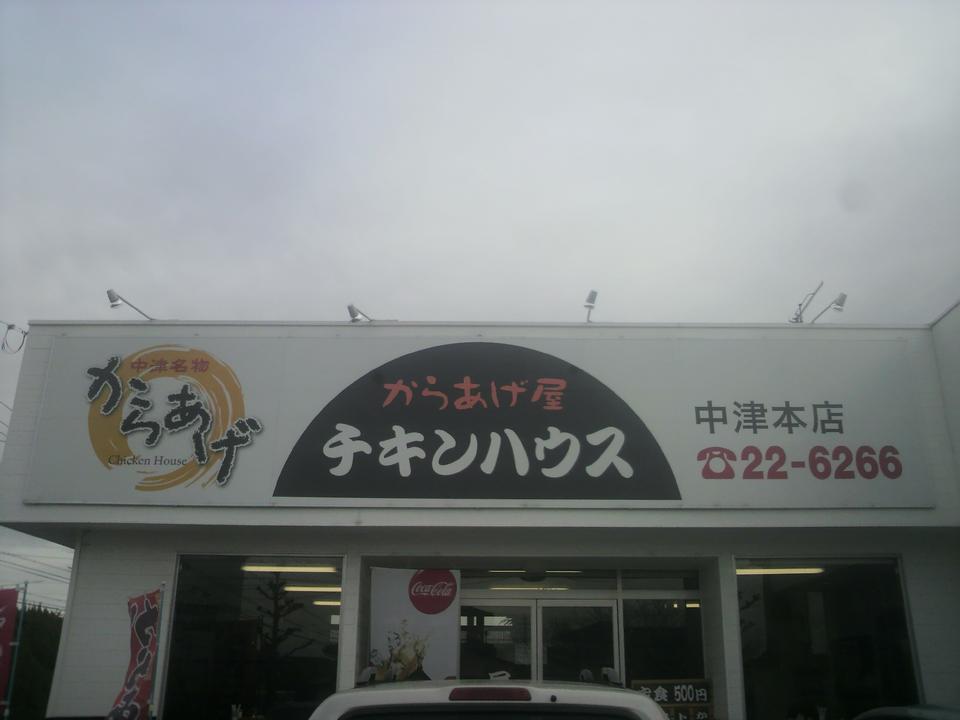 中津名物
からあげ
Chicken House
からあげ屋
チキンハウス
中津本店
☎22-6266
Coca-Cola
定食 500円